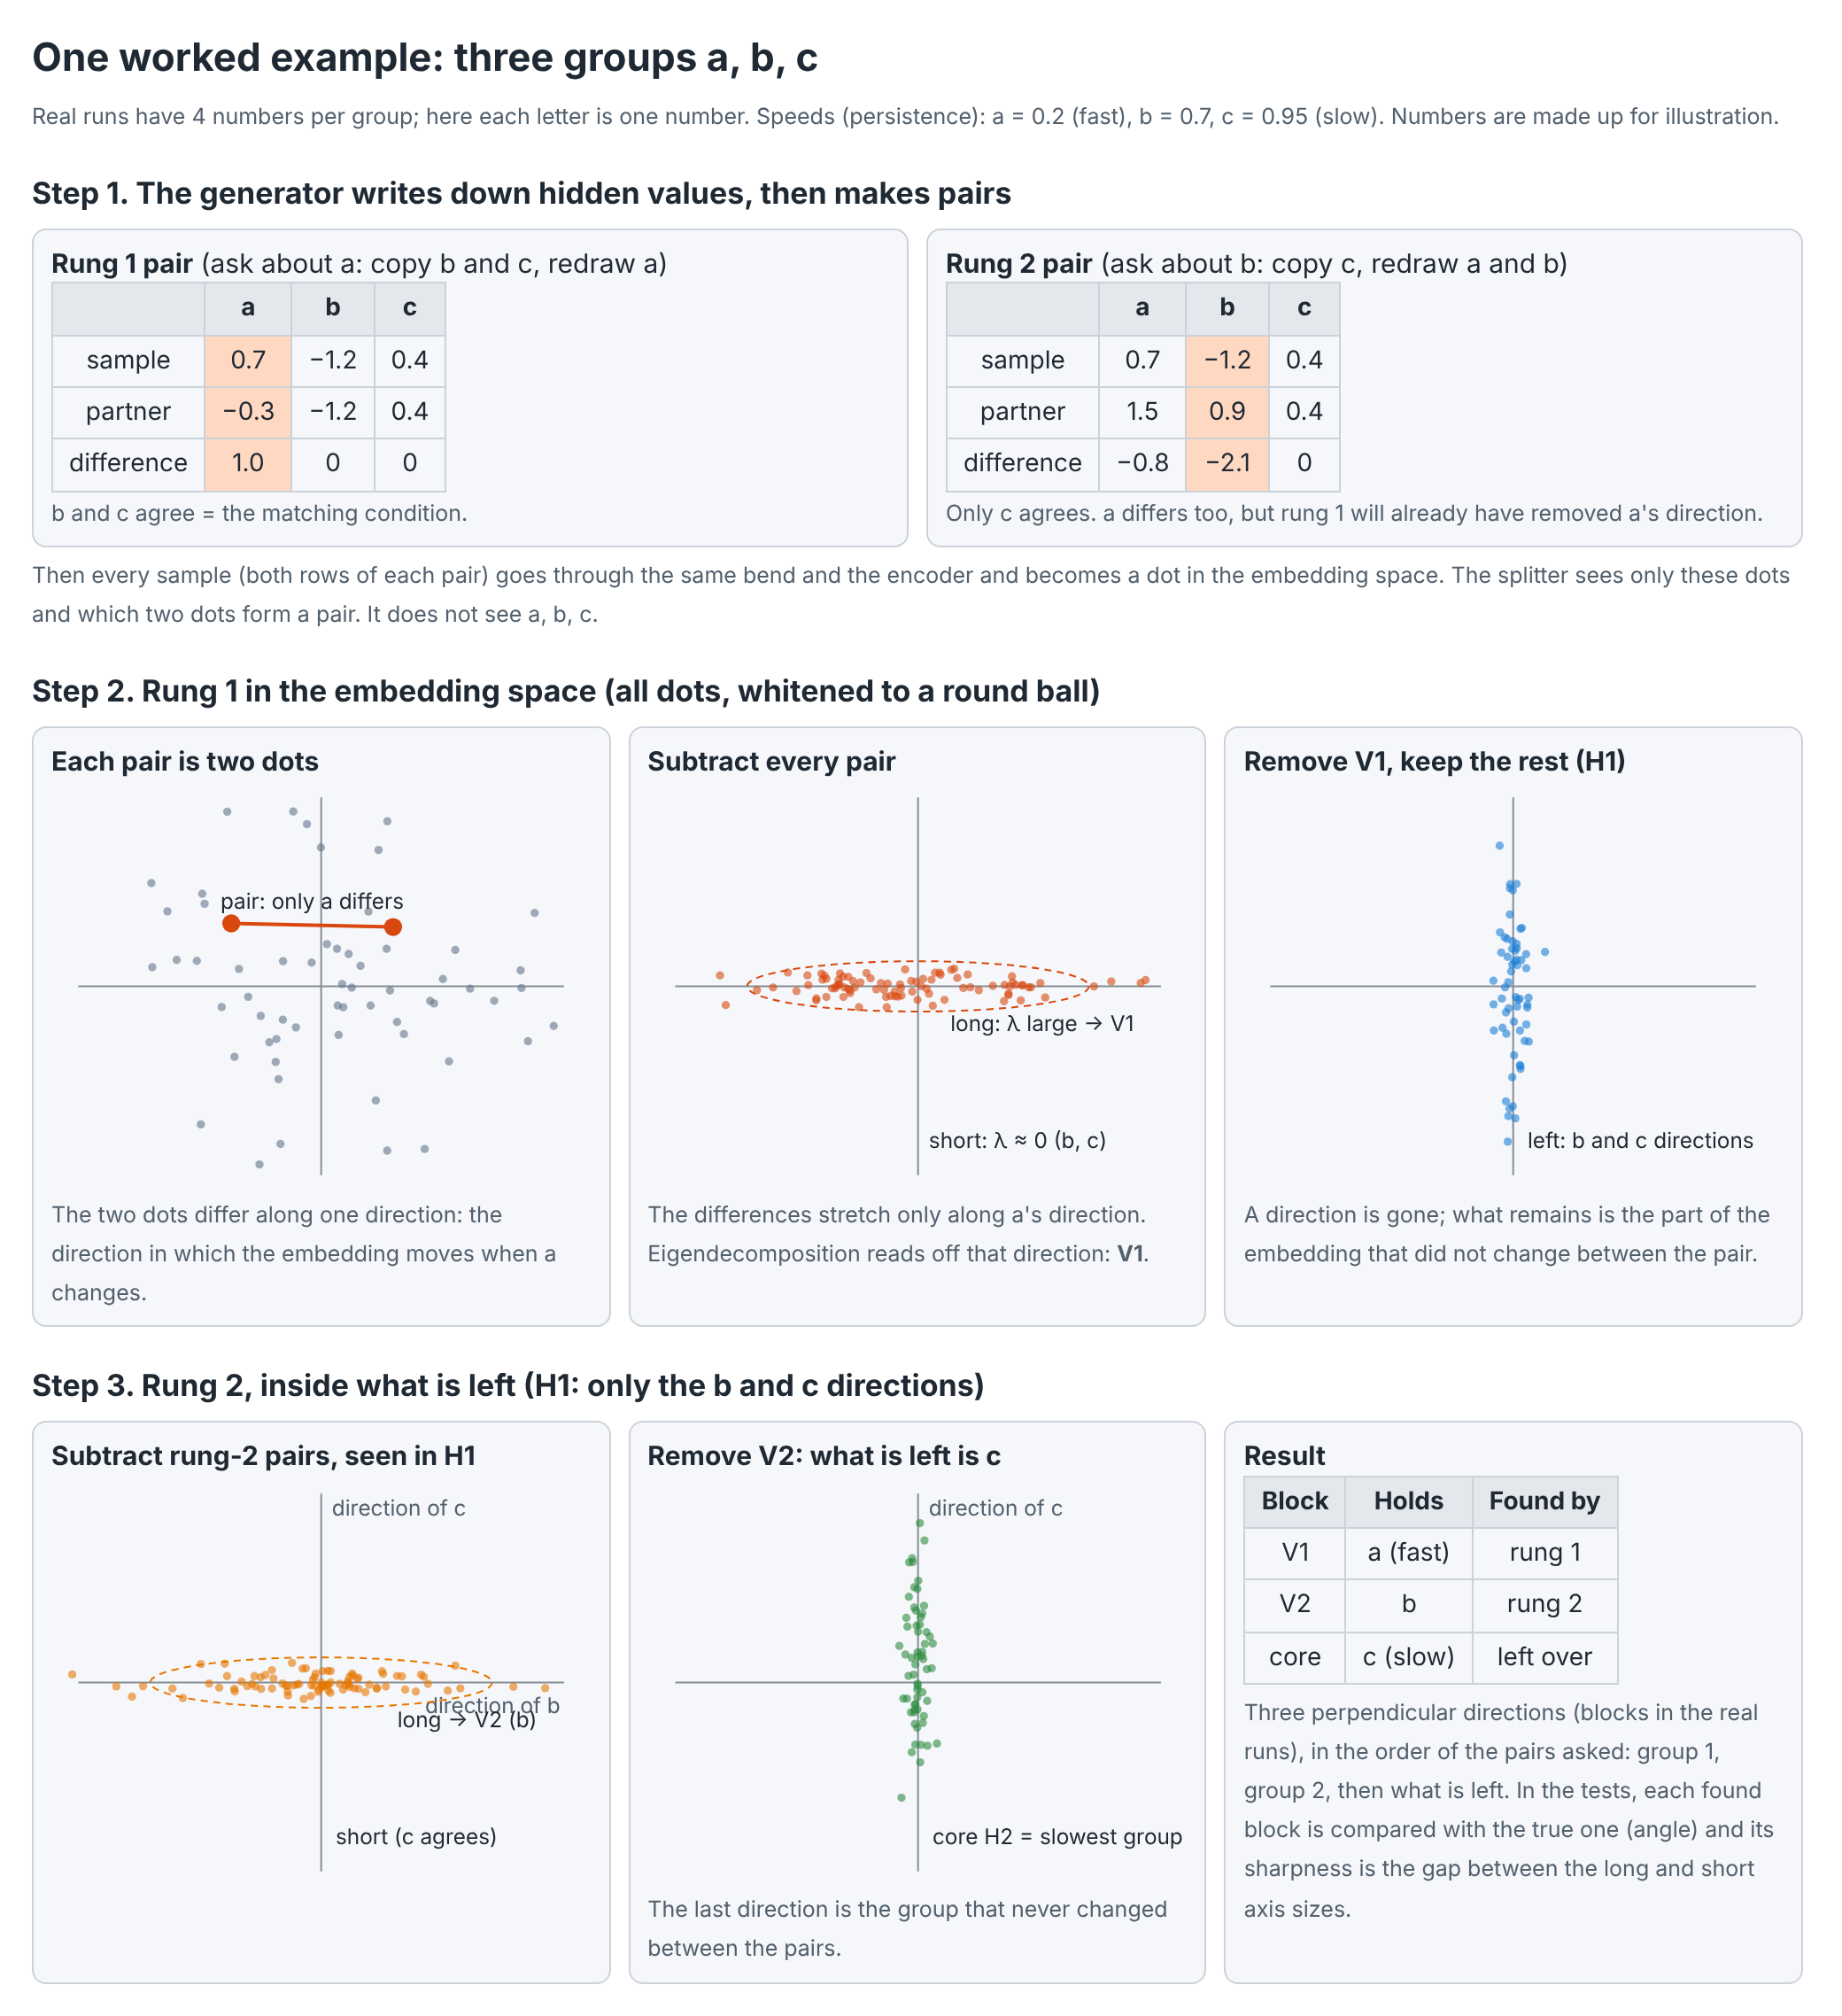 One worked example: three groups a, b, c
Real runs have 4 numbers per group; here each letter is one number. Speeds (persistence): a = 0.2 (fast), b = 0.7, c = 0.95 (slow). Numbers are made up for illustration.
Step 1. The generator writes down hidden values, then makes pairs
Rung 1 pair (ask about a: copy b and c, redraw a)
a b c
sample 0.7 −1.2 0.4
partner −0.3 −1.2 0.4
difference 1.0 0 0
b and c agree = the matching condition.
Rung 2 pair (ask about b: copy c, redraw a and b)
a b c
sample 0.7 −1.2 0.4
partner 1.5 0.9 0.4
difference −0.8 −2.1 0
Only c agrees. a differs too, but rung 1 will already have removed a's direction.
Then every sample (both rows of each pair) goes through the same bend and the encoder and becomes a dot in the embedding space. The splitter sees only these dots
and which two dots form a pair. It does not see a, b, c.
Step 2. Rung 1 in the embedding space (all dots, whitened to a round ball)
Each pair is two dots
pair: only a differs
The two dots differ along one direction: the
direction in which the embedding moves when a
changes.
Subtract every pair
long: λ large → V1
short: λ ≈ 0 (b, c)
The differences stretch only along a's direction.
Eigendecomposition reads off that direction: V1.
Remove V1, keep the rest (H1)
left: b and c directions
A direction is gone; what remains is the part of the
embedding that did not change between the pair.
Step 3. Rung 2, inside what is left (H1: only the b and c directions)
Subtract rung-2 pairs, seen in H1
direction of c
direction of b
long → V2 (b)
short (c agrees)
Remove V2: what is left is c
direction of c
core H2 = slowest group
The last direction is the group that never changed
between the pairs.
Result
Block Holds Found by
V1 a (fast) rung 1
V2 b rung 2
core c (slow) left over
Three perpendicular directions (blocks in the real
runs), in the order of the pairs asked: group 1,
group 2, then what is left. In the tests, each found
block is compared with the true one (angle) and its
sharpness is the gap between the long and short
axis sizes.